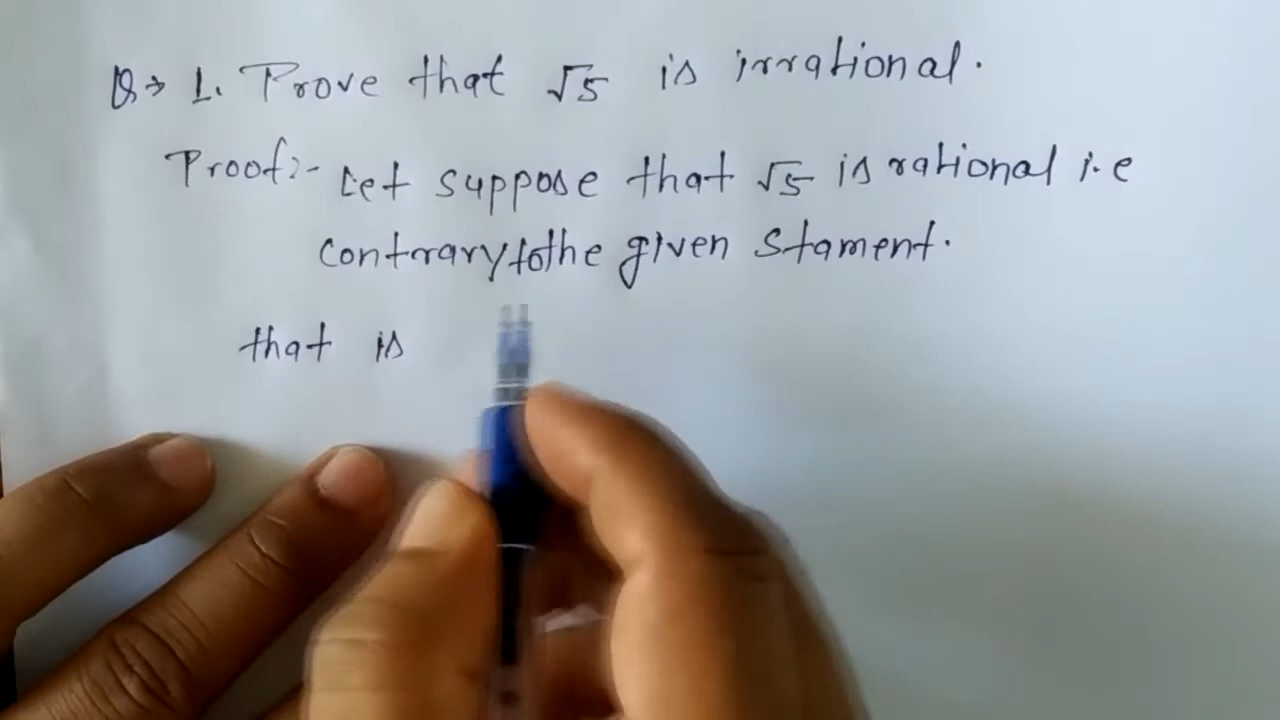 Q→ 1. Prove that √5 is irrational.
Proof:- Let suppose that √5 is rational i.e
contrary to the given stament.
that is